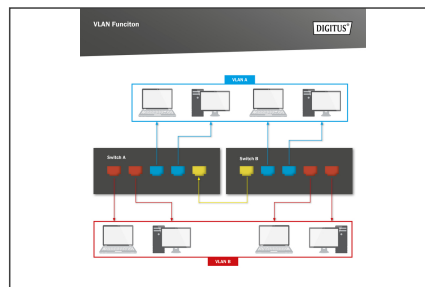 VLAN Funciton
DIGITUS®
VLAN A
Switch A
Switch B
VLAN B